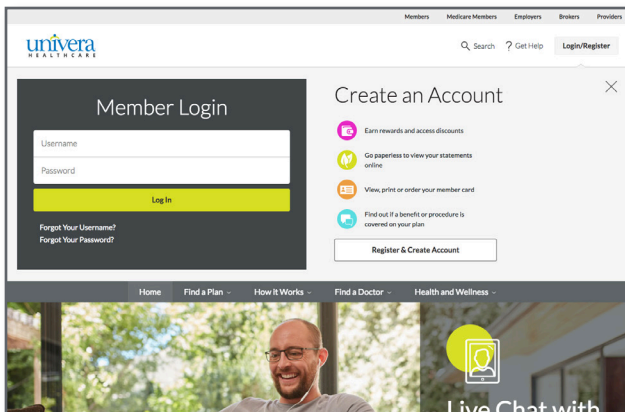 Members Medicare Members Employers Brokers Providers
univera
HEALTHCARE
Search ? Get Help Login/Register
Member Login
Username
Password
Log In
Forgot Your Username?
Forgot Your Password?
Create an Account
Earn rewards and access discounts
Go paperless to view your statements
online
View, print or order your member card
Find out if a benefit or procedure is
covered on your plan
Register & Create Account
Home Find a Plan How It Works Find a Doctor Health and Wellness
Live Chat with